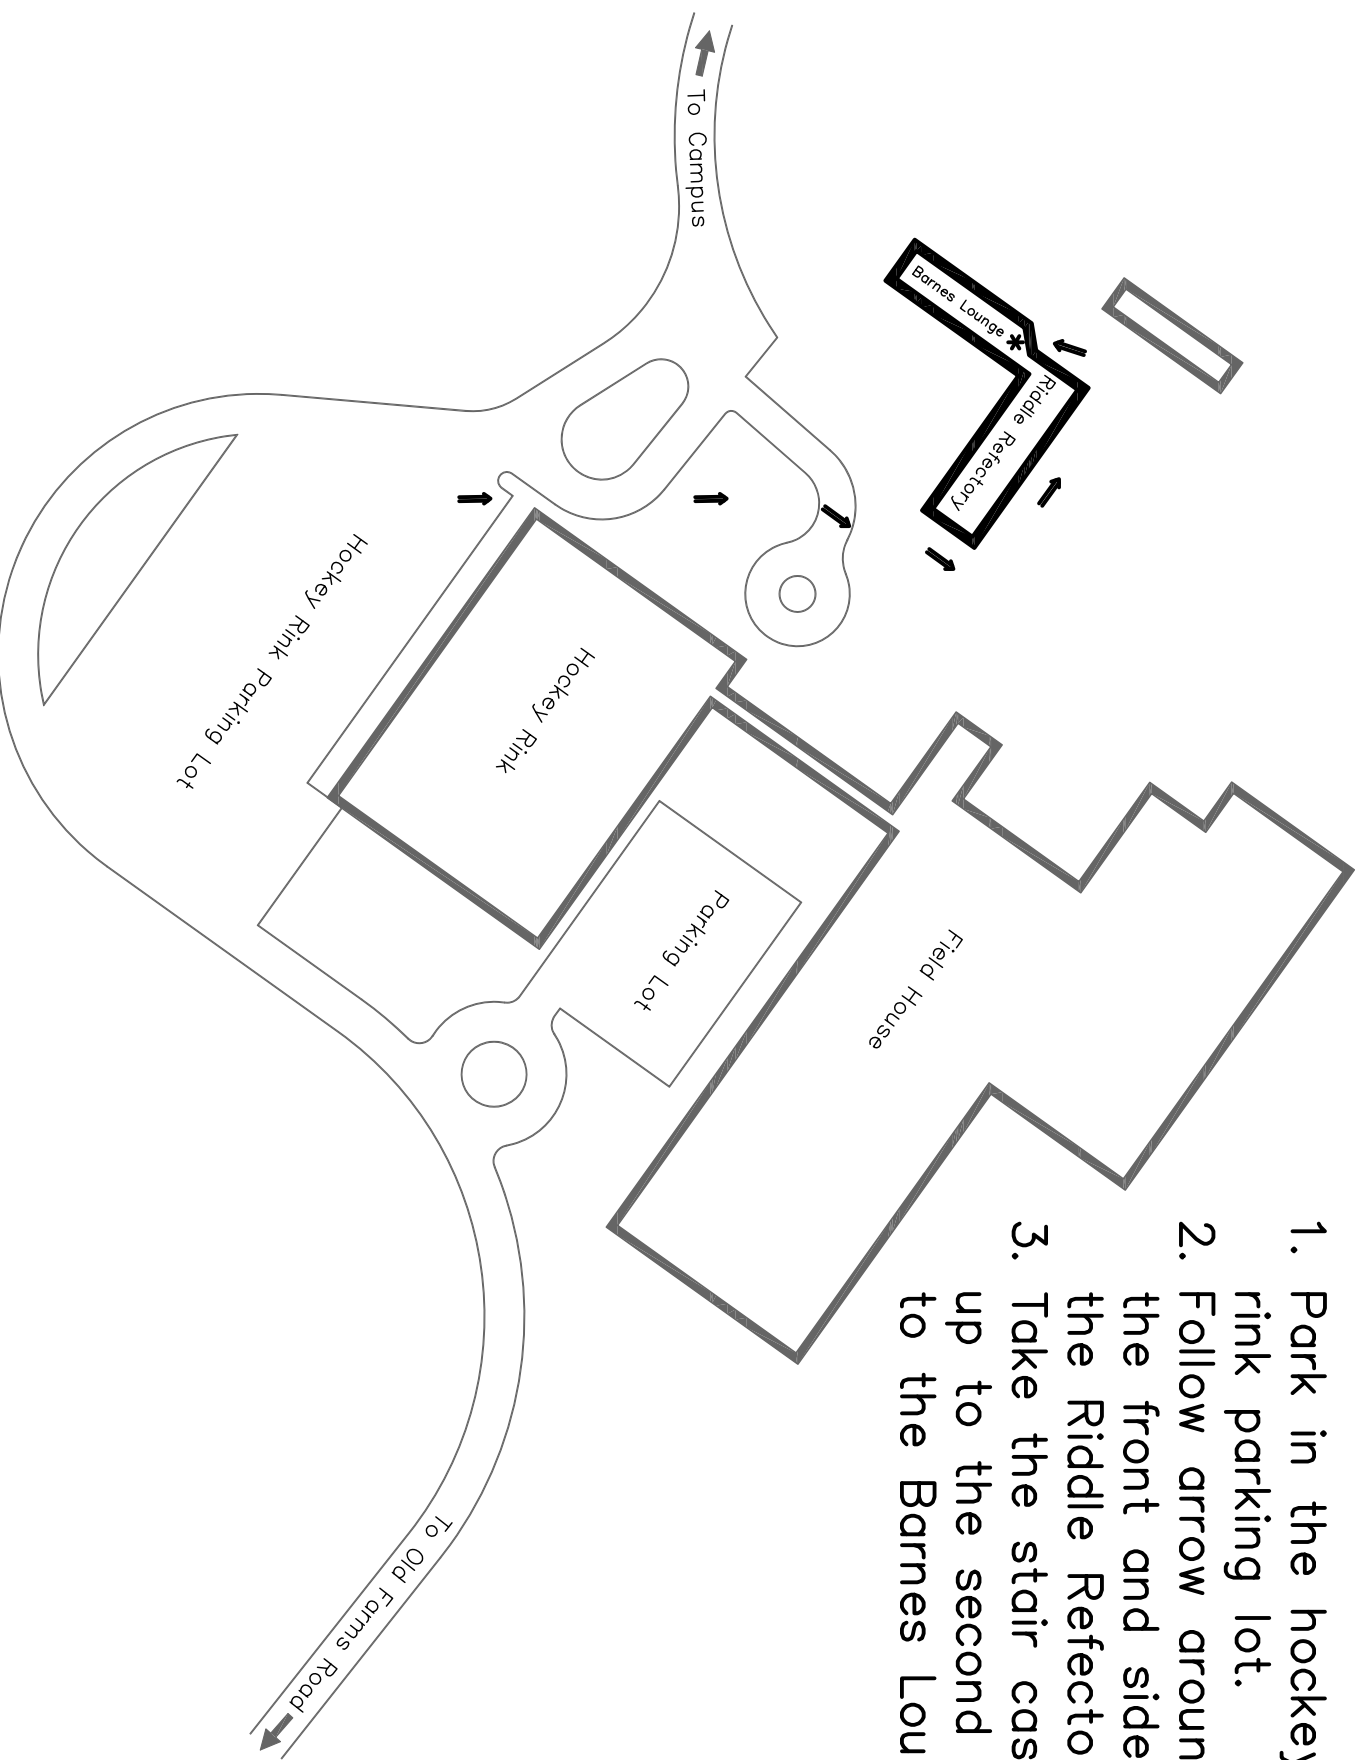 1. Park in the hockey
rink parking lot.
2. Follow arrow aroun
the front and side
the Riddle Refecto
3. Take the stair cas
up to the second
to the Barnes Lou
To Campus
Barnes Lounge *
Riddle Refectory
Hockey Rink Parking Lot
Hockey Rink
Parking Lot
Field House
To Old Farms Road